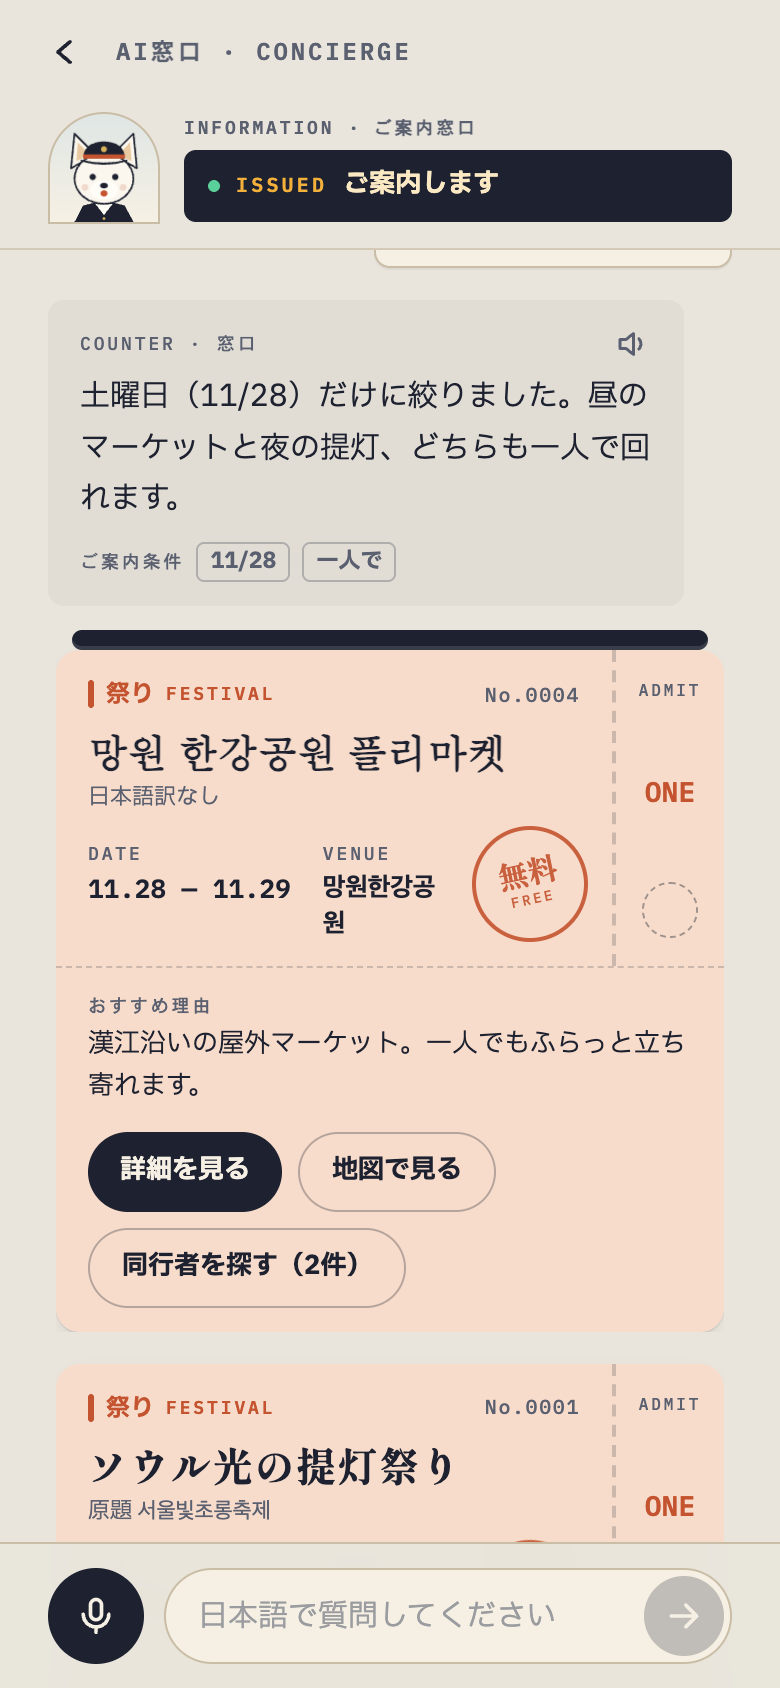 AI窓口 · CONCIERGE
INFORMATION · ご案内窓口
ISSUED ご案内します
COUNTER · 窓口
土曜日（11/28）だけに絞りました。昼の
マーケットと夜の提灯、どちらも一人で回
れます。
ご案内条件 11/28 一人で
祭り FESTIVAL No.0004
ADMIT
망원 한강공원 플리마켓
日本語訳なし
ONE
DATE VENUE
11.28 — 11.29 망원한강공
원
無料
FREE
おすすめ理由
漢江沿いの屋外マーケット。一人でもふらっと立ち
寄れます。
詳細を見る 地図で見る
同行者を探す（2件）
祭り FESTIVAL No.0001
ADMIT
ソウル光の提灯祭り
原題 서울빛초롱축제
ONE
日本語で質問してください